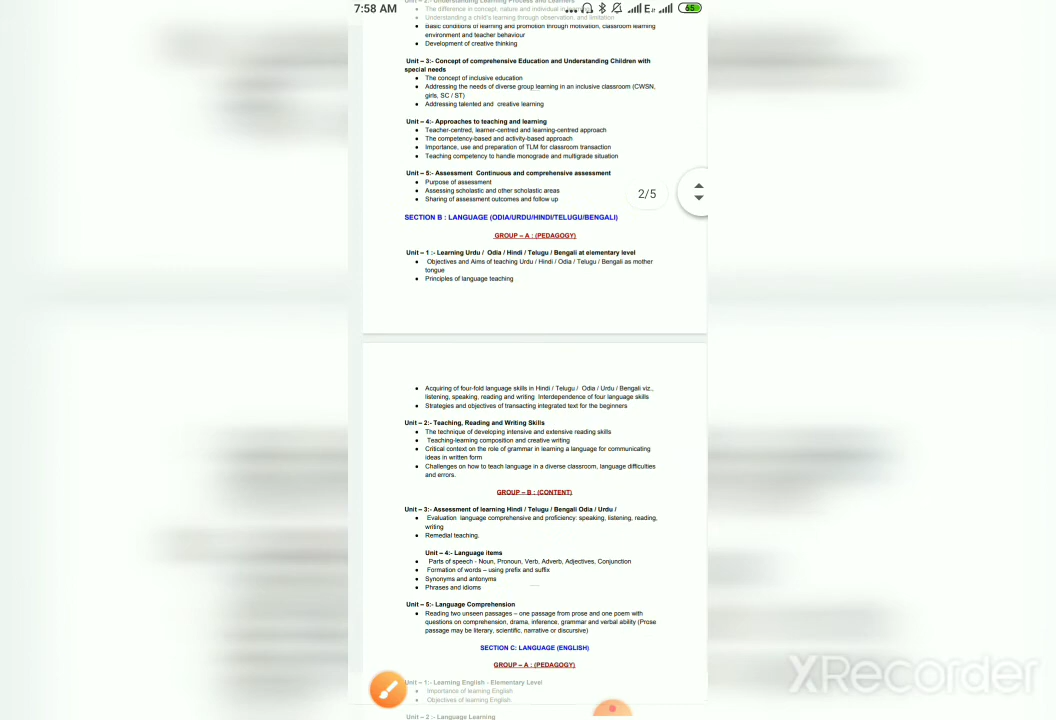 Unit – 2:- Understanding Learning Process and Learners
7:58 AM
65
The difference in concept, nature and individual in
Understanding a child's learning through observation, and limitation
Basic conditions of learning and promotion through motivation, classroom learning
environment and teacher behaviour
Development of creative thinking
Unit – 3:- Concept of comprehensive Education and Understanding Children with
special needs
The concept of inclusive education
Addressing the needs of diverse group learning in an inclusive classroom (CWSN,
girls, SC / ST)
Addressing talented and creative learning
Unit – 4:- Approaches to teaching and learning
Teacher-centred, learner-centred and learning-centred approach
The competency-based and activity-based approach
Importance, use and preparation of TLM for classroom transaction
Teaching competency to handle monograde and multigrade situation
Unit – 5:- Assessment Continuous and comprehensive assessment
Purpose of assessment
Assessing scholastic and other scholastic areas
Sharing of assessment outcomes and follow up
2/5
SECTION B : LANGUAGE (ODIA/URDU/HINDI/TELUGU/BENGALI)
GROUP – A : (PEDAGOGY)
Unit – 1 :- Learning Urdu / Odia / Hindi / Telugu / Bengali at elementary level
Objectives and Aims of teaching Urdu / Hindi / Odia / Telugu / Bengali as mother
tongue
Principles of language teaching
Acquiring of four-fold language skills in Hindi / Telugu / Odia / Urdu / Bengali viz.,
listening, speaking, reading and writing Interdependence of four language skills
Strategies and objectives of transacting integrated text for the beginners
Unit – 2:- Teaching, Reading and Writing Skills
The technique of developing intensive and extensive reading skills
Teaching-learning composition and creative writing
Critical context on the role of grammar in learning a language for communicating
ideas in written form
Challenges on how to teach language in a diverse classroom, language difficulties
and errors.
GROUP – B : (CONTENT)
Unit – 3:- Assessment of learning Hindi / Telugu / Bengali Odia / Urdu /
Evaluation language comprehensive and proficiency: speaking, listening, reading,
writing
Remedial teaching.
Unit – 4:- Language items
Parts of speech - Noun, Pronoun, Verb, Adverb, Adjectives, Conjunction
Formation of words – using prefix and suffix
Synonyms and antonyms
Phrases and idioms
Unit – 5:- Language Comprehension
Reading two unseen passages – one passage from prose and one poem with
questions on comprehension, drama, inference, grammar and verbal ability (Prose
passage may be literary, scientific, narrative or discursive)
SECTION C: LANGUAGE (ENGLISH)
GROUP – A : (PEDAGOGY)
Unit – 1:- Learning English - Elementary Level
Importance of learning English
Objectives of learning English.
Unit – 2 :- Language Learning
XRecorder